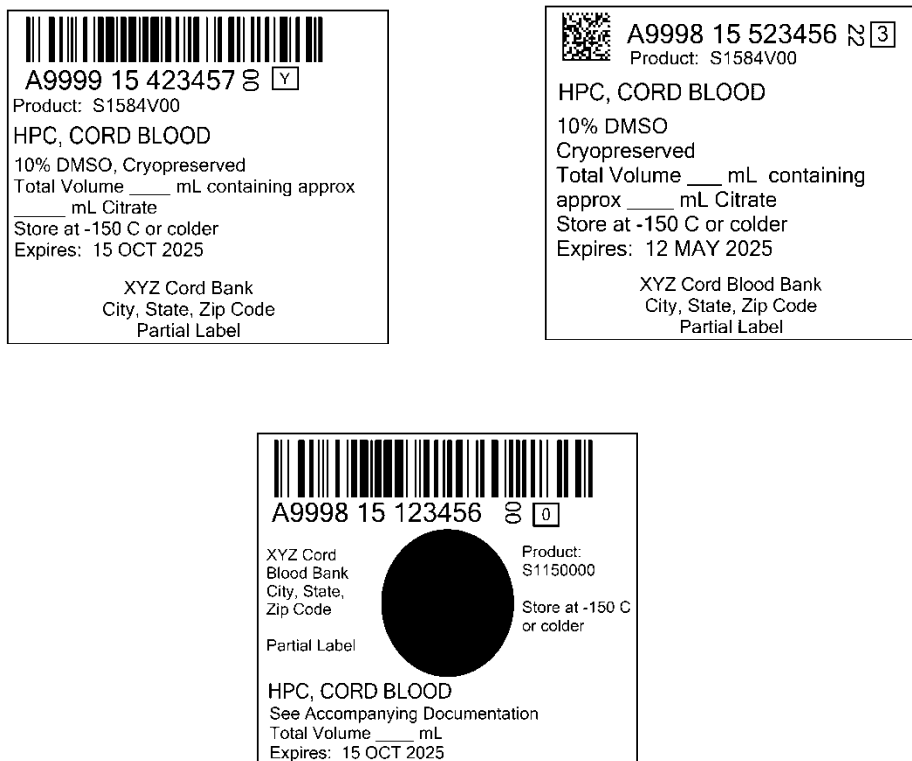 A9999 15 423457 00 Y
Product: S1584V00
HPC, CORD BLOOD
10% DMSO, Cryopreserved
Total Volume ____ mL containing approx
_____ mL Citrate
Store at -150 C or colder
Expires: 15 OCT 2025
XYZ Cord Bank
City, State, Zip Code
Partial Label
A9998 15 523456 22 3
Product: S1584V00
HPC, CORD BLOOD
10% DMSO
Cryopreserved
Total Volume ___ mL containing
approx ____ mL Citrate
Store at -150 C or colder
Expires: 12 MAY 2025
XYZ Cord Blood Bank
City, State, Zip Code
Partial Label
A9998 15 123456 00 0
XYZ Cord
Blood Bank
City, State,
Zip Code
Partial Label
Product:
S1150000
Store at -150 C
or colder
HPC, CORD BLOOD
See Accompanying Documentation
Total Volume ____ mL
Expires: 15 OCT 2025